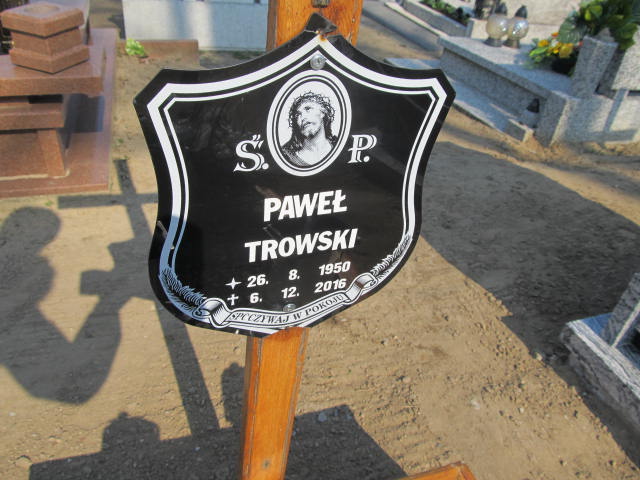 Ś. P.
PAWEŁ
TROWSKI
26. 8. 1950
6. 12. 2016
SPOCZYWAJ W POKOJU